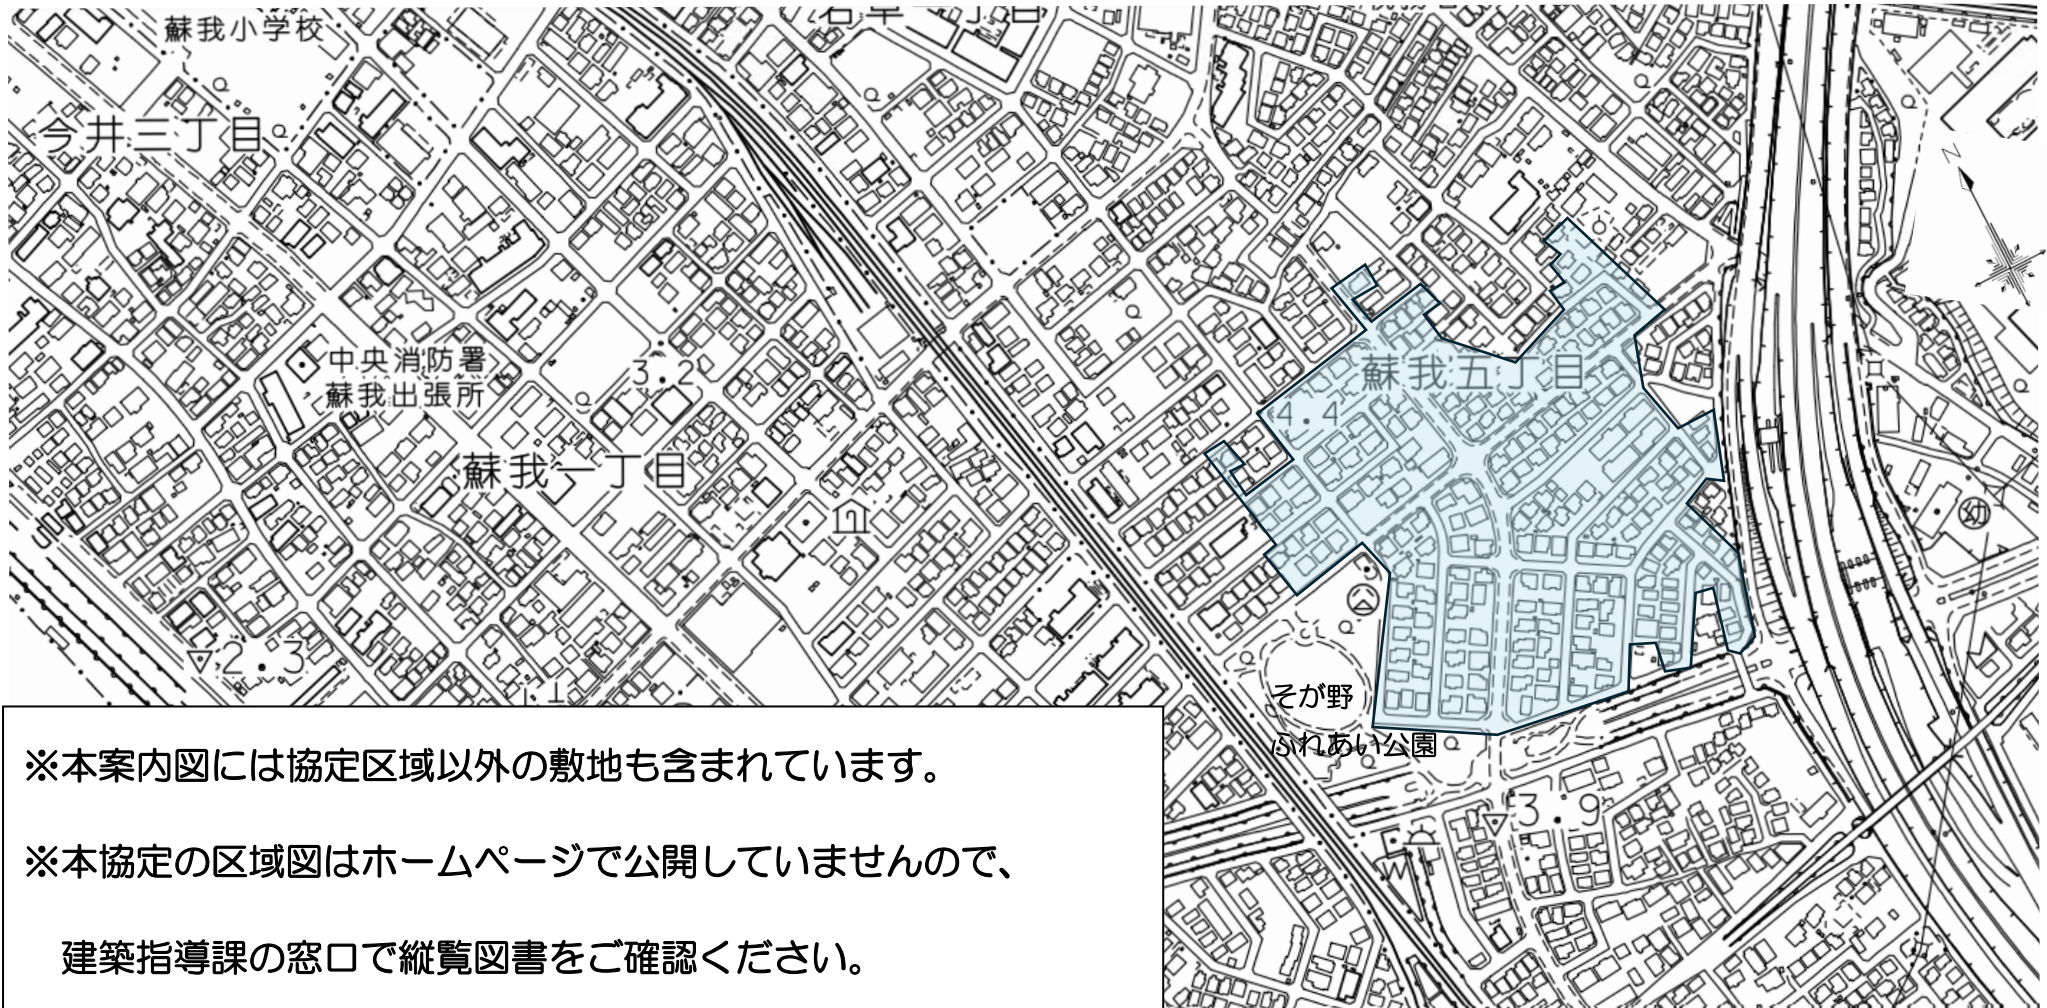 蘇我小学校
今井三丁目
中央消防署
蘇我出張所
32
蘇我一丁目
蘇我五丁目
4.4
2.3
そが野
ふれあい公園
3.9
N
幼
※本案内図には協定区域以外の敷地も含まれています。
※本協定の区域図はホームページで公開していませんので、
建築指導課の窓口で縦覧図書をご確認ください。